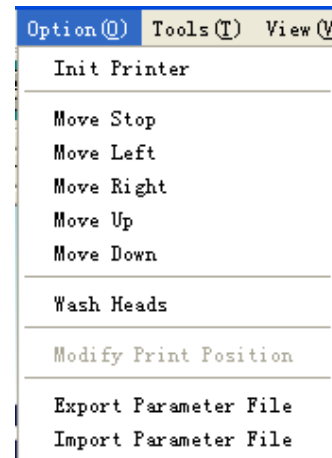 Option(O) Tools(T) View(V
Init Printer
Move Stop
Move Left
Move Right
Move Up
Move Down
Wash Heads
Modify Print Position
Export Parameter File
Import Parameter File